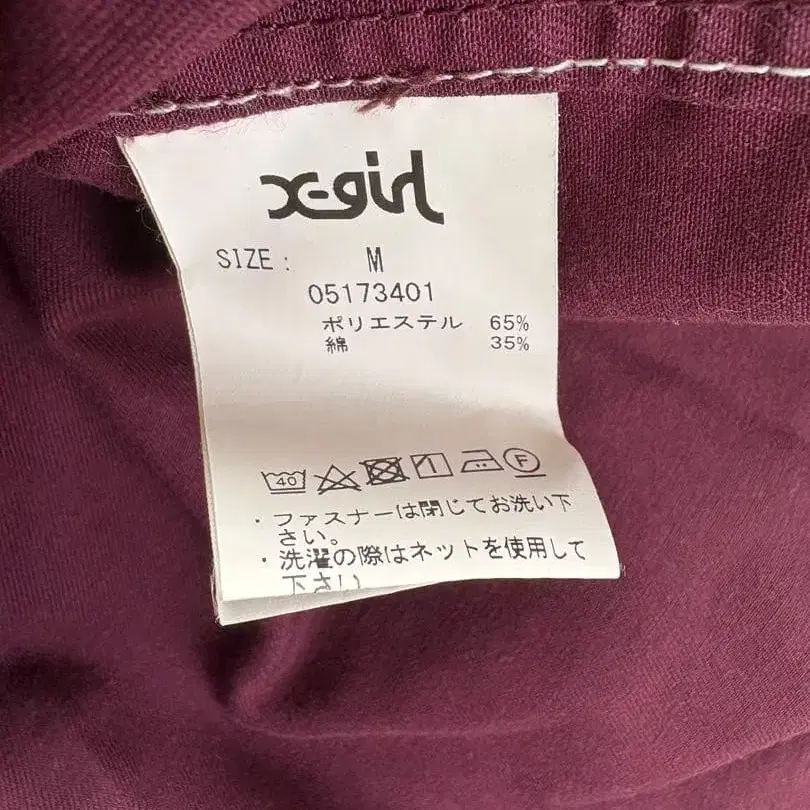 X-girl
SIZE : M
05173401
ポリエステル 65%
綿 35%
40 F
・ファスナーは閉じてお洗い下
さい。
・洗濯の際はネットを使用して
下さい